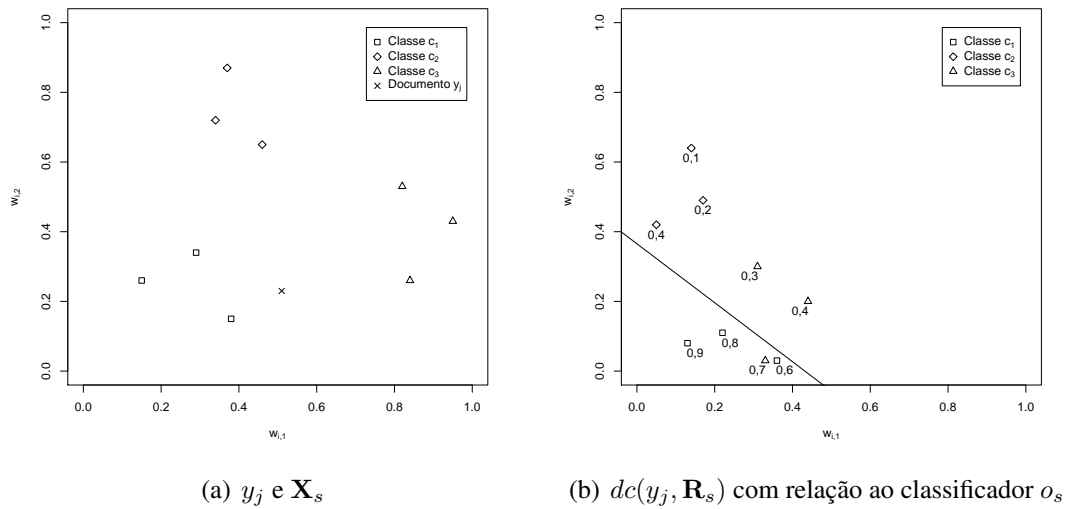 Classe c₁
Classe c₂
Classe c₃
Documento yⱼ
1.0
0.8
0.6
0.4
0.2
0.0
wᵢ,₂
0.0 0.2 0.4 0.6 0.8 1.0
wᵢ,₁
(a) yⱼ e Xₛ
Classe c₁
Classe c₂
Classe c₃
1.0
0.8
0.6
0.4
0.2
0.0
wᵢ,₂
0,1
0,2
0,4
0,3
0,4
0,8
0,9
0,7
0,6
0.0 0.2 0.4 0.6 0.8 1.0
wᵢ,₁
(b) dc(yⱼ, Rₛ) com relação ao classificador oₛ